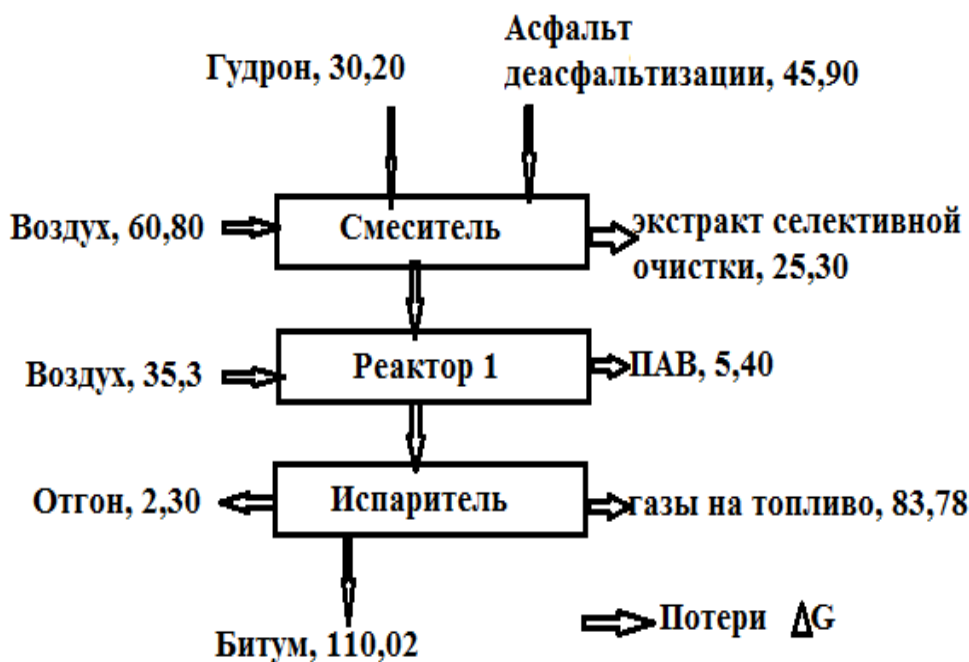 Асфальт
деасфальтизации, 45,90
Гудрон, 30,20
Воздух, 60,80
Смеситель
экстракт селективной
очистки, 25,30
Воздух, 35,3
Реактор 1
ПАВ, 5,40
Отгон, 2,30
Испаритель
газы на топливо, 83,78
Битум, 110,02
Потери ΔG